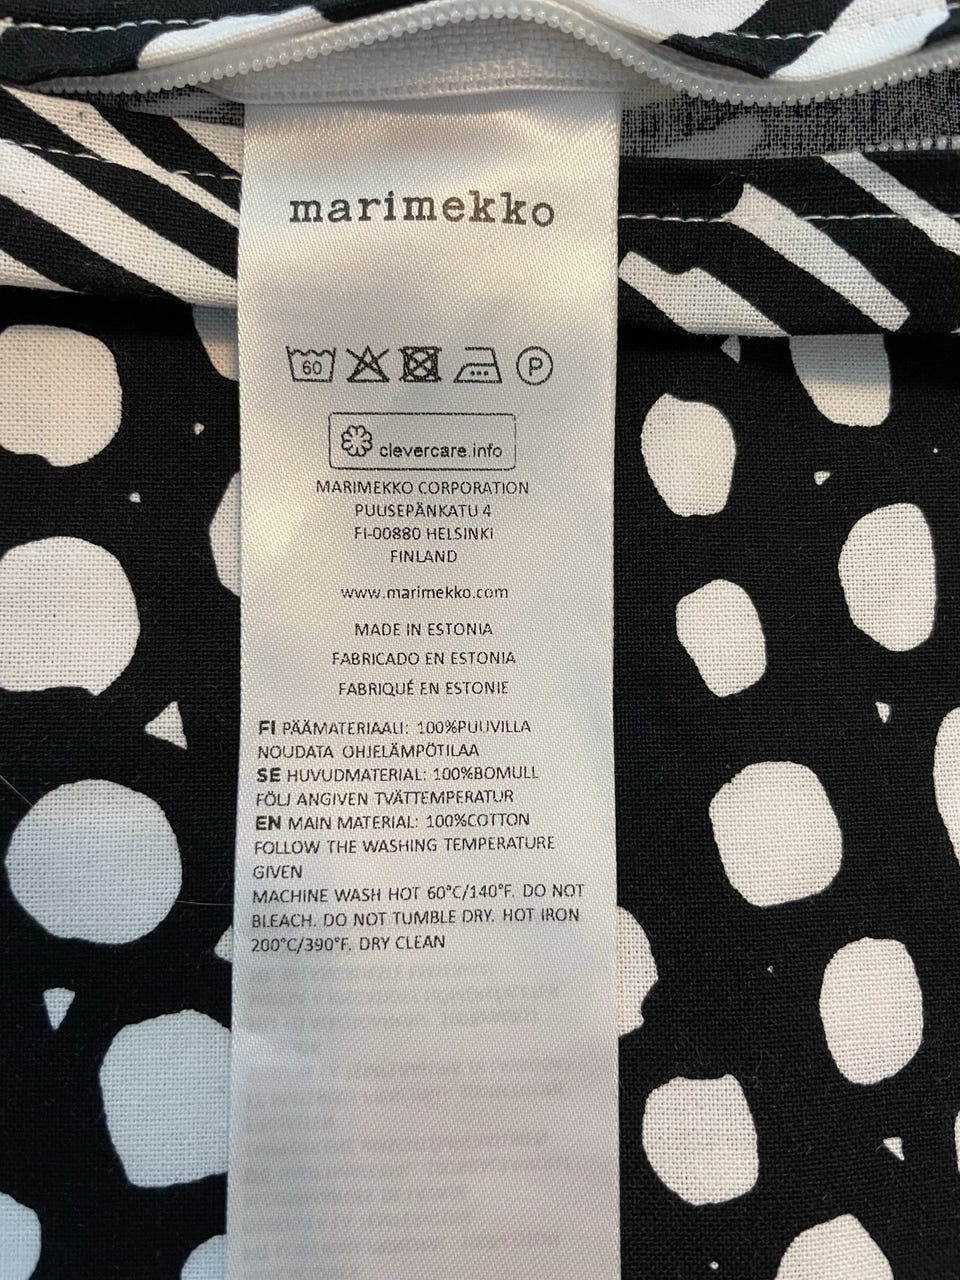 marimekko
60 P
clevercare.info
MARIMEKKO CORPORATION
PUUSEPÄNKATU 4
FI-00880 HELSINKI
FINLAND
www.marimekko.com
MADE IN ESTONIA
FABRICADO EN ESTONIA
FABRIQUÉ EN ESTONIE
FI PÄÄMATERIAALI: 100%PUUVILLA
NOUDATA OHJELÄMPÖTILAA
SE HUVUDMATERIAL: 100%BOMULL
FÖLJ ANGIVEN TVÄTTEMPERATUR
EN MAIN MATERIAL: 100%COTTON
FOLLOW THE WASHING TEMPERATURE
GIVEN
MACHINE WASH HOT 60°C/140°F. DO NOT
BLEACH. DO NOT TUMBLE DRY. HOT IRON
200°C/390°F. DRY CLEAN